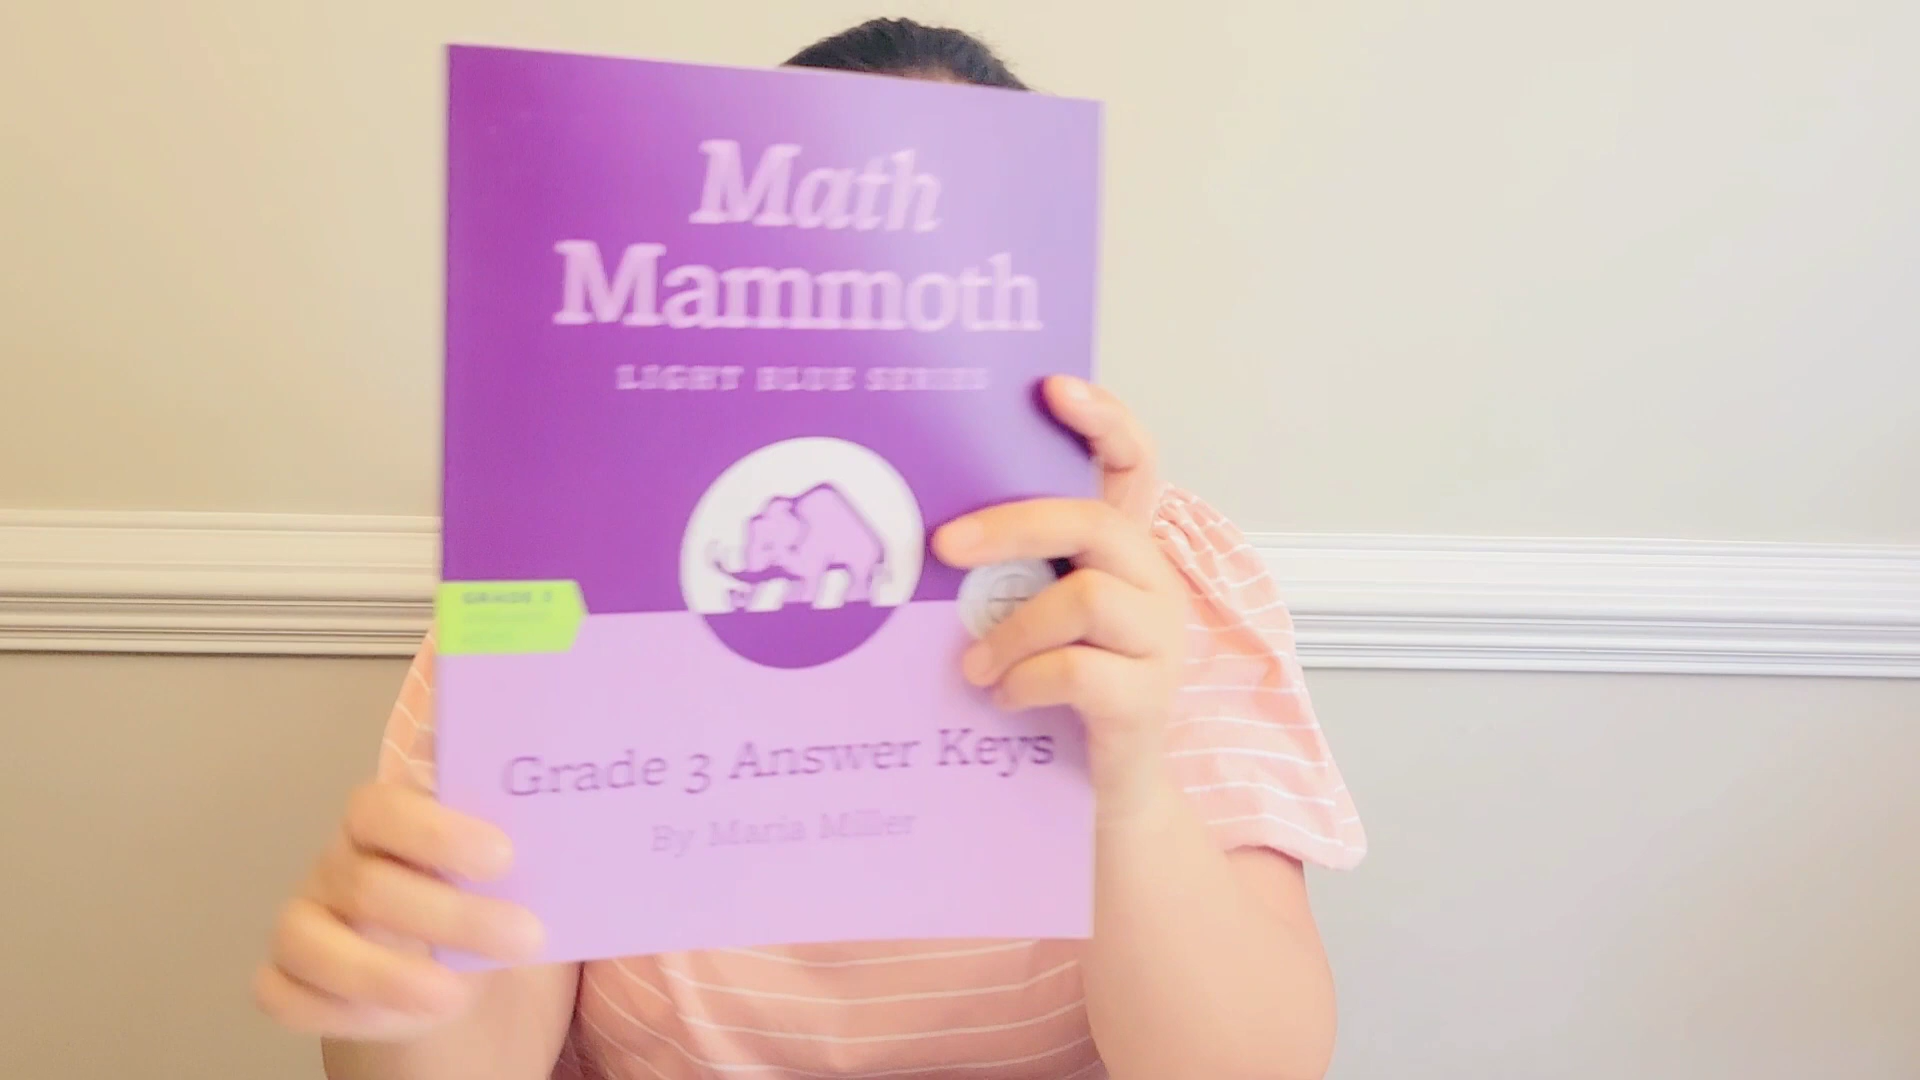 Math
Mammoth
LIGHT BLUE SERIES
GRADE 3
Grade 3 Answer Keys
By Maria Miller